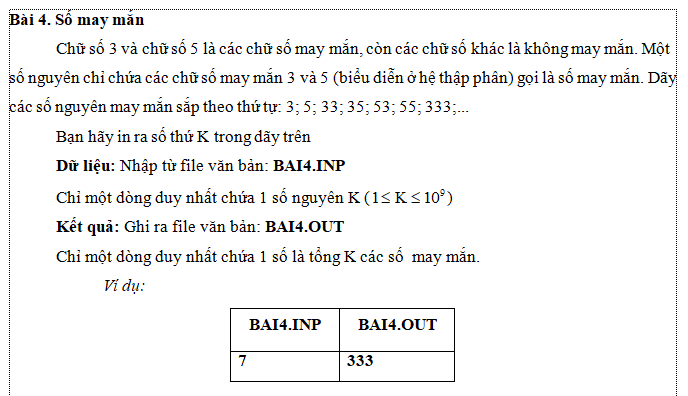 Bài 4. Số may mắn
Chữ số 3 và chữ số 5 là các chữ số may mắn, còn các chữ số khác là không may mắn. Một
số nguyên chỉ chứa các chữ số may mắn 3 và 5 (biểu diễn ở hệ thập phân) gọi là số may mắn. Dãy
các số nguyên may mắn sắp theo thứ tự: 3; 5; 33; 35; 53; 55; 333;...
Bạn hãy in ra số thứ K trong dãy trên
Dữ liệu: Nhập từ file văn bản: BAI4.INP
Chỉ một dòng duy nhất chứa 1 số nguyên K (1≤ K ≤ 10⁹)
Kết quả: Ghi ra file văn bản: BAI4.OUT
Chỉ một dòng duy nhất chứa 1 số là tổng K các số may mắn.
Ví dụ:
BAI4.INP BAI4.OUT
7 333